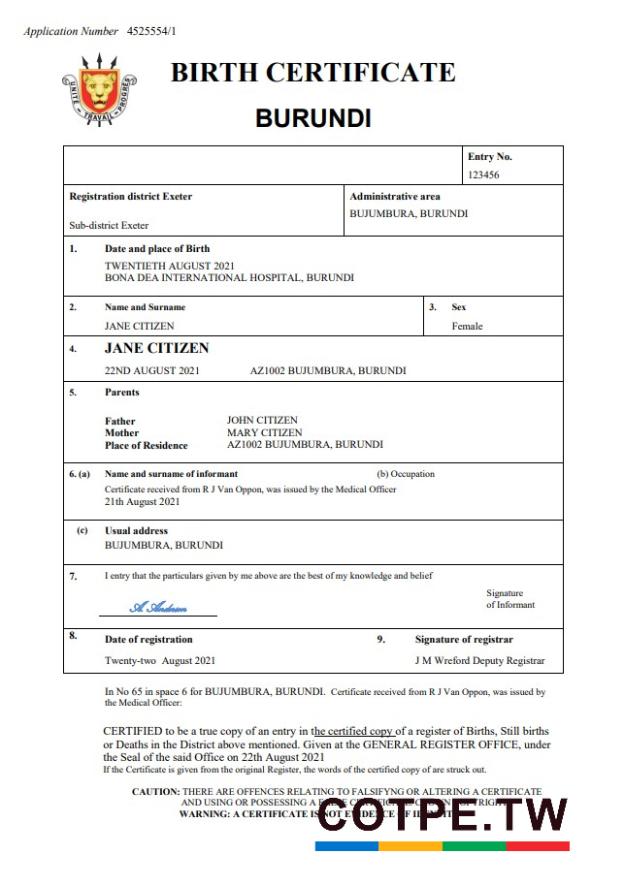 Application Number 4525554/1
BIRTH CERTIFICATE
UNITE TRAVAIL PROGRES
BURUNDI
Entry No.
123456
Registration district Exeter
Administrative area
BUJUMBURA, BURUNDI
Sub-district Exeter
1. Date and place of Birth
TWENTIETH AUGUST 2021
BONA DEA INTERNATIONAL HOSPITAL, BURUNDI
2. Name and Surname
3. Sex
JANE CITIZEN
Female
4. JANE CITIZEN
22ND AUGUST 2021 AZ1002 BUJUMBURA, BURUNDI
5. Parents
Father JOHN CITIZEN
Mother MARY CITIZEN
Place of Residence AZ1002 BUJUMBURA, BURUNDI
6. (a) Name and surname of informant (b) Occupation
Certificate received from R J Van Oppon, was issued by the Medical Officer
21th August 2021
(c) Usual address
BUJUMBURA, BURUNDI
7. I entry that the particulars given by me above are the best of my knowledge and belief
A. Anderson
Signature
of Informant
8. Date of registration
9. Signature of registrar
Twenty-two August 2021
J M Wreford Deputy Registrar
In No 65 in space 6 for BUJUMBURA, BURUNDI. Certificate received from R J Van Oppon, was issued by
the Medical Officer:
CERTIFIED to be a true copy of an entry in the certified copy of a register of Births, Still births
or Deaths in the District above mentioned. Given at the GENERAL REGISTER OFFICE, under
the Seal of the said Office on 22th August 2021
If the Certificate is given from the original Register, the words of the certified copy of are struck out.
CAUTION: THERE ARE OFFENCES RELATING TO FALSIFYNG OR ALTERING A CERTIFICATE
AND USING OR POSSESSING A
WARNING: A CERTIFICATE IS NOT EVIDENCE OF
COTPE.TW